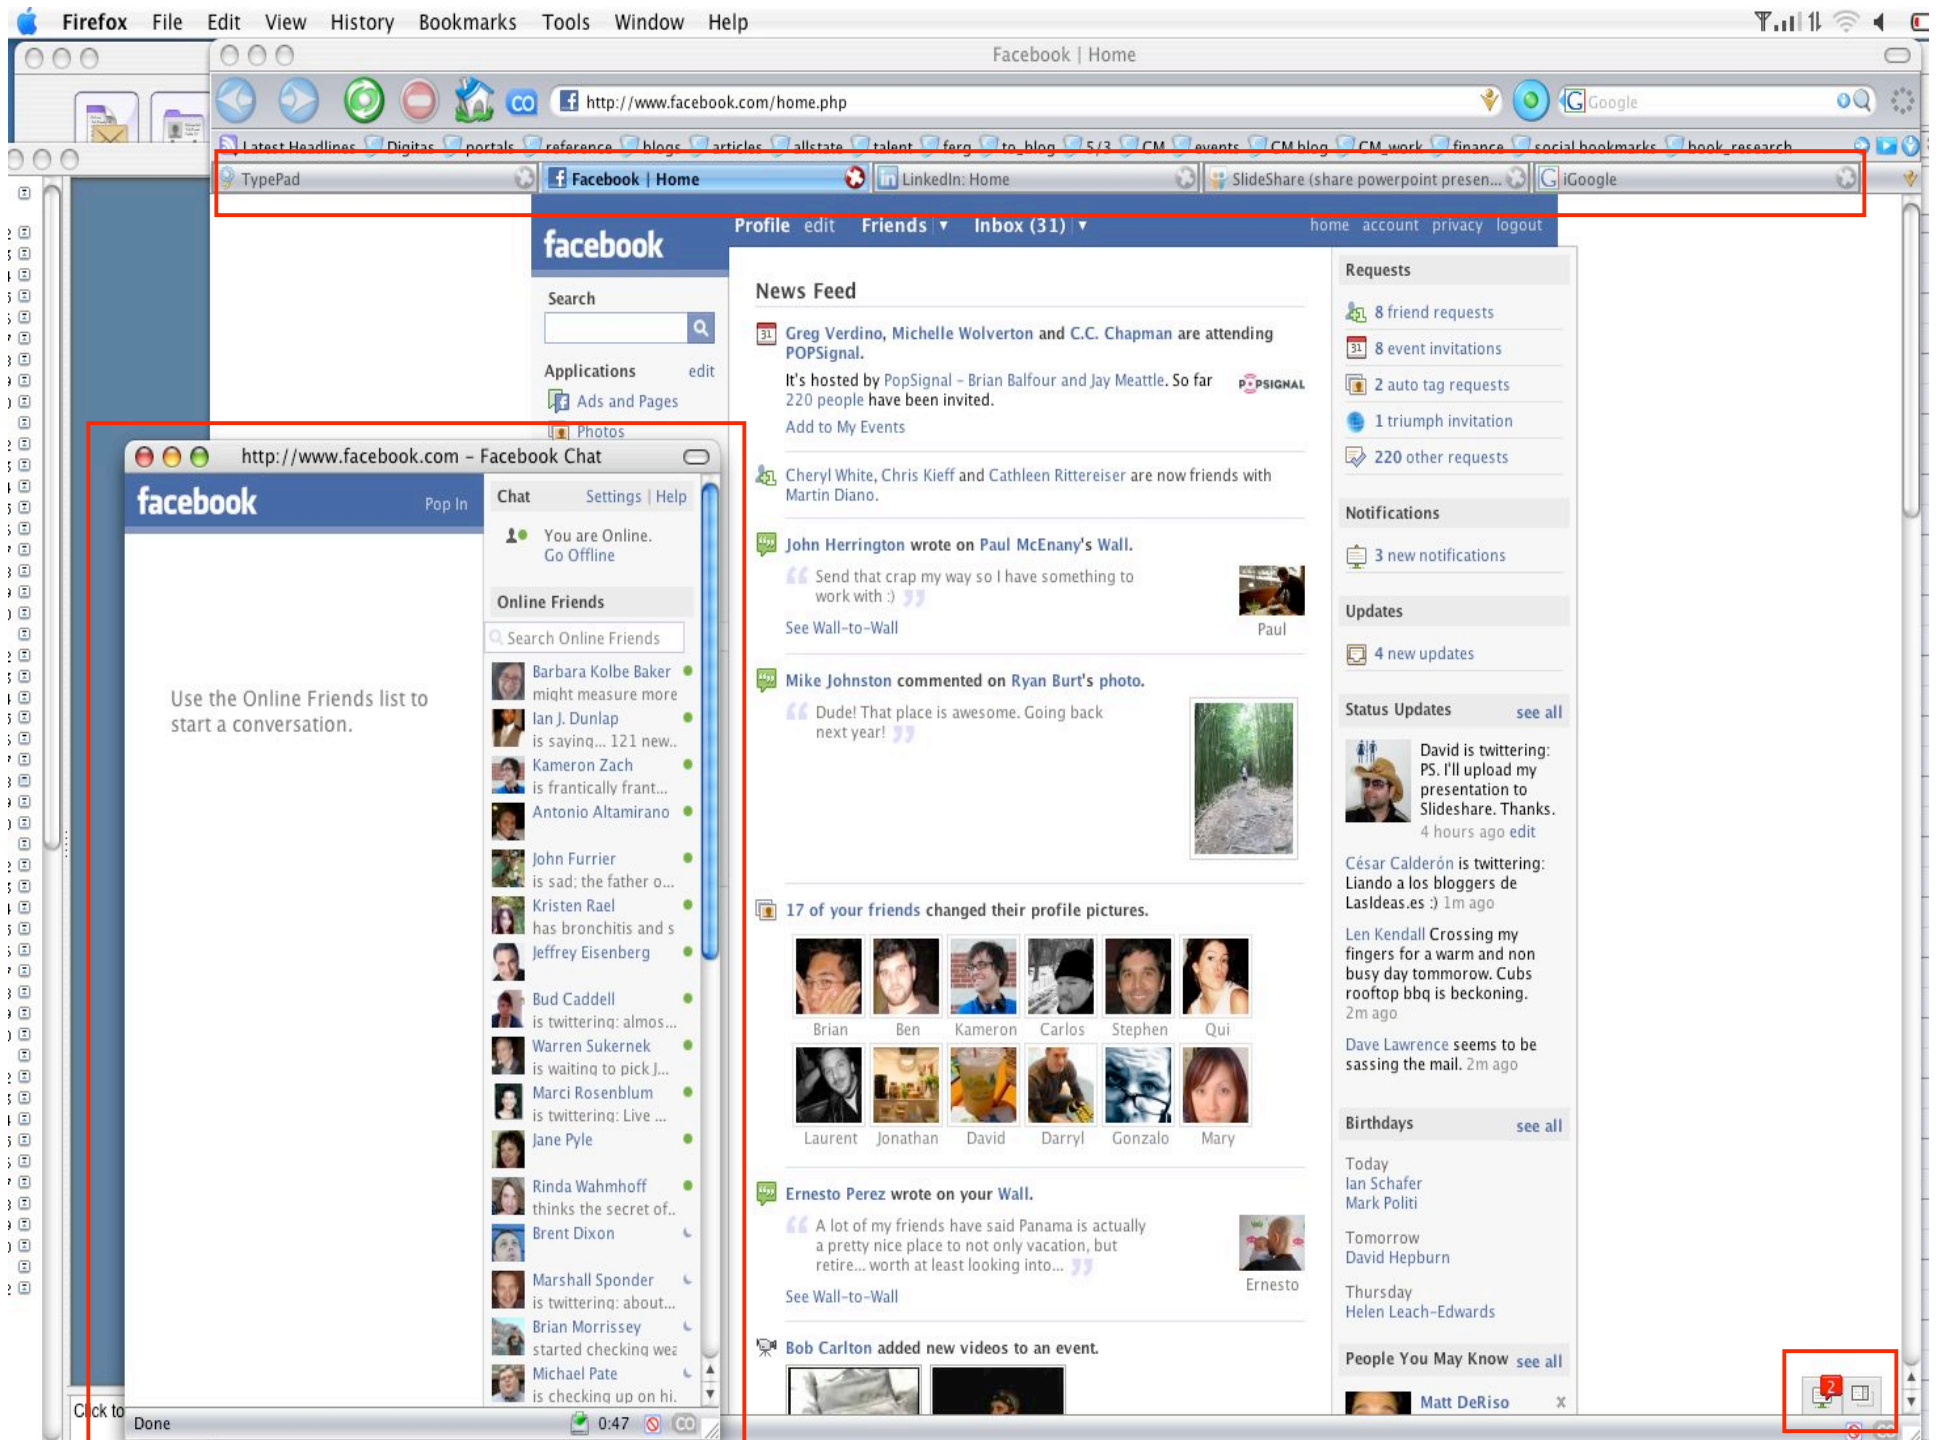 Firefox File Edit View History Bookmarks Tools Window Help
Facebook | Home
http://www.facebook.com/home.php
Google
Latest Headlines Digitas portals reference blogs articles allstate talent ferg to_blog 5/3 CM events CM blog CM_work finance social bookmarks book_research
TypePad
Facebook | Home
LinkedIn: Home
SlideShare (share powerpoint presen...
iGoogle
facebook
Profile edit Friends Inbox (31)
home account privacy logout
Search
Applications edit
Ads and Pages
Photos
News Feed
Greg Verdino, Michelle Wolverton and C.C. Chapman are attending
POPSignal.
It's hosted by PopSignal – Brian Balfour and Jay Meattle. So far
220 people have been invited.
POPSIGNAL
Add to My Events
Cheryl White, Chris Kieff and Cathleen Rittereiser are now friends with
Martin Diano.
John Herrington wrote on Paul McEnany's Wall.
Send that crap my way so I have something to
work with :)
See Wall-to-Wall
Paul
Mike Johnston commented on Ryan Burt's photo.
Dude! That place is awesome. Going back
next year!
17 of your friends changed their profile pictures.
Brian Ben Kameron Carlos Stephen Qui
Laurent Jonathan David Darryl Gonzalo Mary
Ernesto Perez wrote on your Wall.
A lot of my friends have said Panama is actually
a pretty nice place to not only vacation, but
retire... worth at least looking into...
Ernesto
See Wall-to-Wall
Bob Carlton added new videos to an event.
Requests
8 friend requests
8 event invitations
2 auto tag requests
1 triumph invitation
220 other requests
Notifications
3 new notifications
Updates
4 new updates
Status Updates see all
David is twittering:
PS. I'll upload my
presentation to
Slideshare. Thanks.
4 hours ago edit
César Calderón is twittering:
Liando a los bloggers de
LasIdeas.es :) 1m ago
Len Kendall Crossing my
fingers for a warm and non
busy day tommorow. Cubs
rooftop bbq is beckoning.
2m ago
Dave Lawrence seems to be
sassing the mail. 2m ago
Birthdays see all
Today
Ian Schafer
Mark Politi
Tomorrow
David Hepburn
Thursday
Helen Leach-Edwards
People You May Know see all
Matt DeRiso x
2
http://www.facebook.com – Facebook Chat
facebook Pop In
Use the Online Friends list to
start a conversation.
Chat Settings | Help
You are Online.
Go Offline
Online Friends
Search Online Friends
Barbara Kolbe Baker
might measure more
Ian J. Dunlap
is saying... 121 new..
Kameron Zach
is frantically frant...
Antonio Altamirano
John Furrier
is sad; the father o...
Kristen Rael
has bronchitis and s
Jeffrey Eisenberg
Bud Caddell
is twittering: almos...
Warren Sukernek
is waiting to pick J...
Marci Rosenblum
is twittering: Live ...
Jane Pyle
Rinda Wahmhoff
thinks the secret of..
Brent Dixon
Marshall Sponder
is twittering: about...
Brian Morrissey
started checking wea
Michael Pate
is checking up on hi.
Click to
Done
0:47